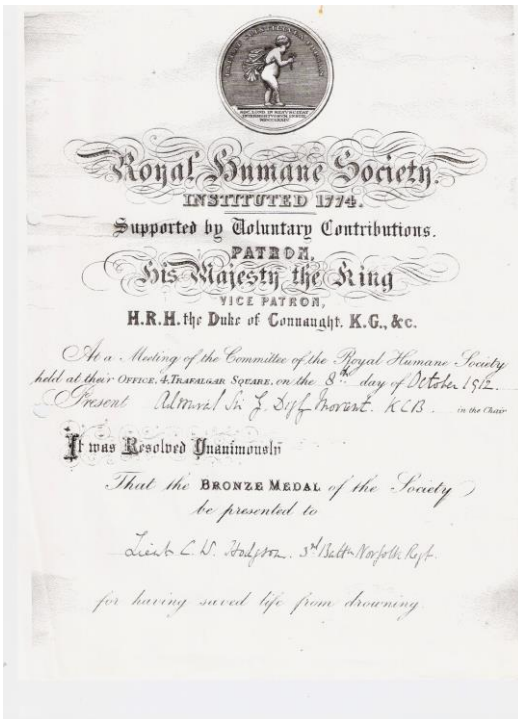 Royal Humane Society.
INSTITUTED 1774.
Supported by Voluntary Contributions.
PATRON,
His Majesty the King
VICE PATRON,
H.R.H. the Duke of Connaught. K.G., &c.
At a Meeting of the Committee of the Royal Humane Society
held at their OFFICE, 4, TRAFALGAR SQUARE, on the 8th day of October 1912.
Present Admiral Sir K.C.B. in the Chair
It was Resolved Unanimously
That the BRONZE MEDAL of the Society
be presented to
Lieut C. W. Hodgson. 3rd Battn Norfolk Regt.
for having saved life from drowning